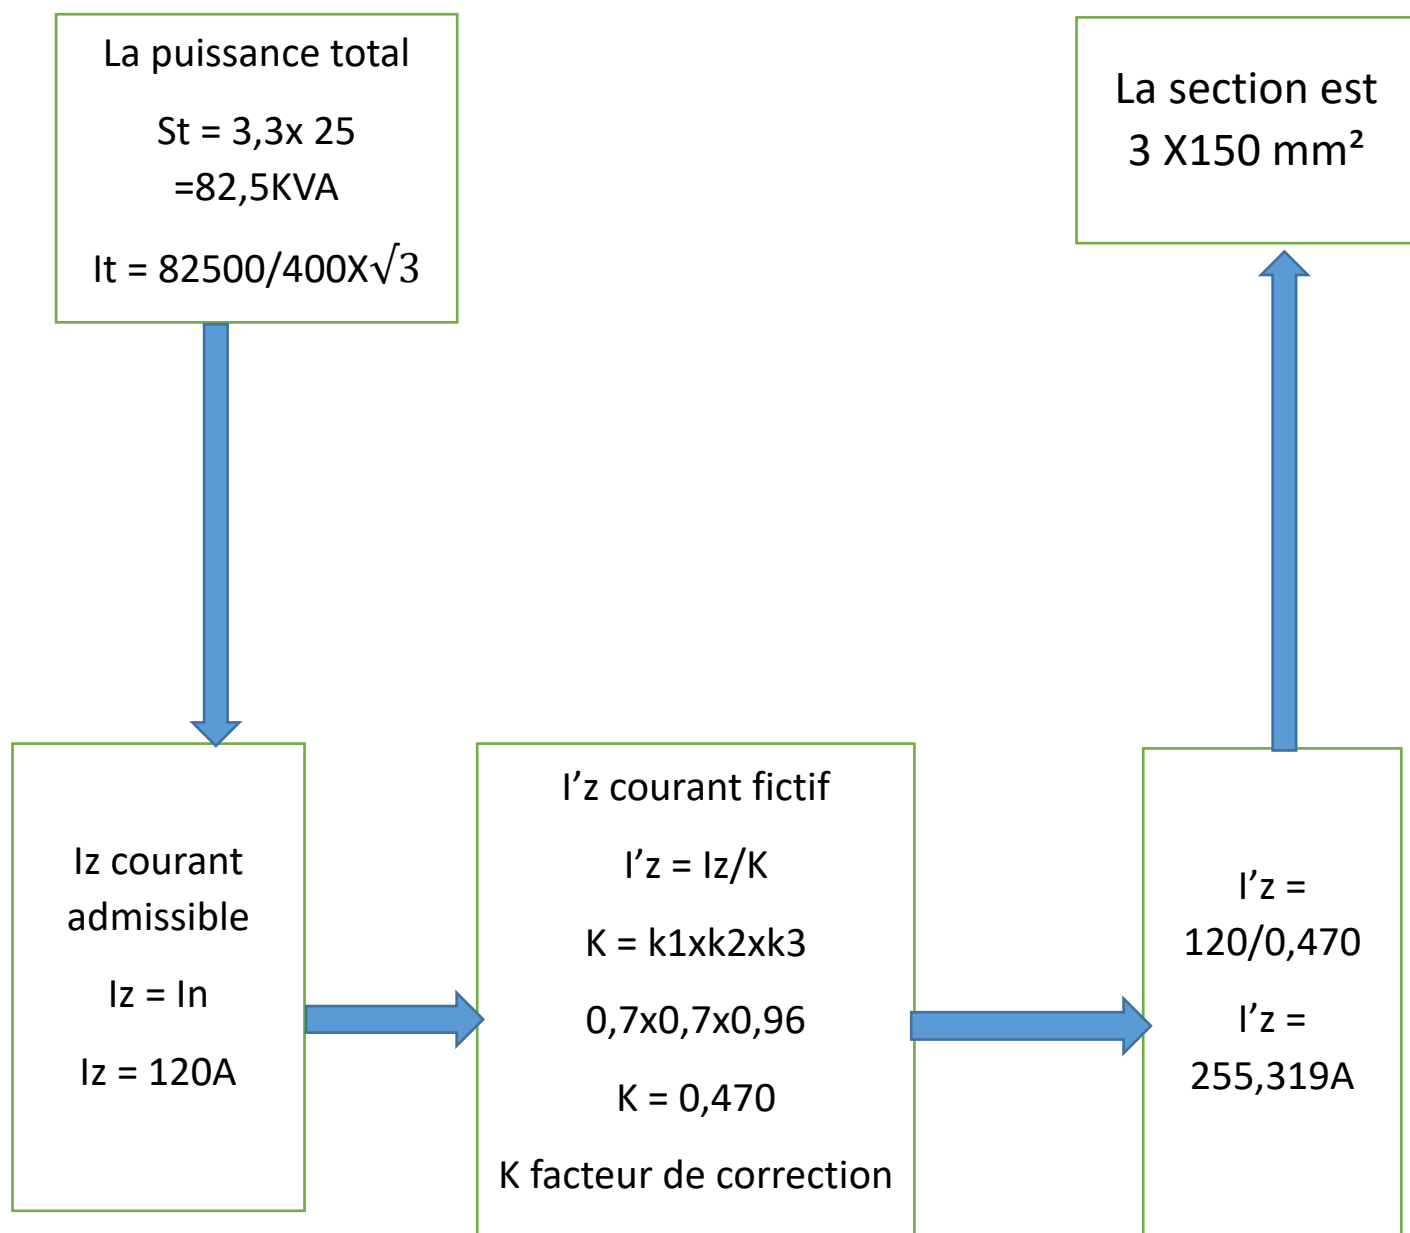 La puissance total
St = 3,3x 25
=82,5KVA
It = 82500/400X√3
Iz courant
admissible
Iz = In
Iz = 120A
I’z courant fictif
I’z = Iz/K
K = k1xk2xk3
0,7x0,7x0,96
K = 0,470
K facteur de correction
I’z =
120/0,470
I’z =
255,319A
La section est
3 X150 mm²